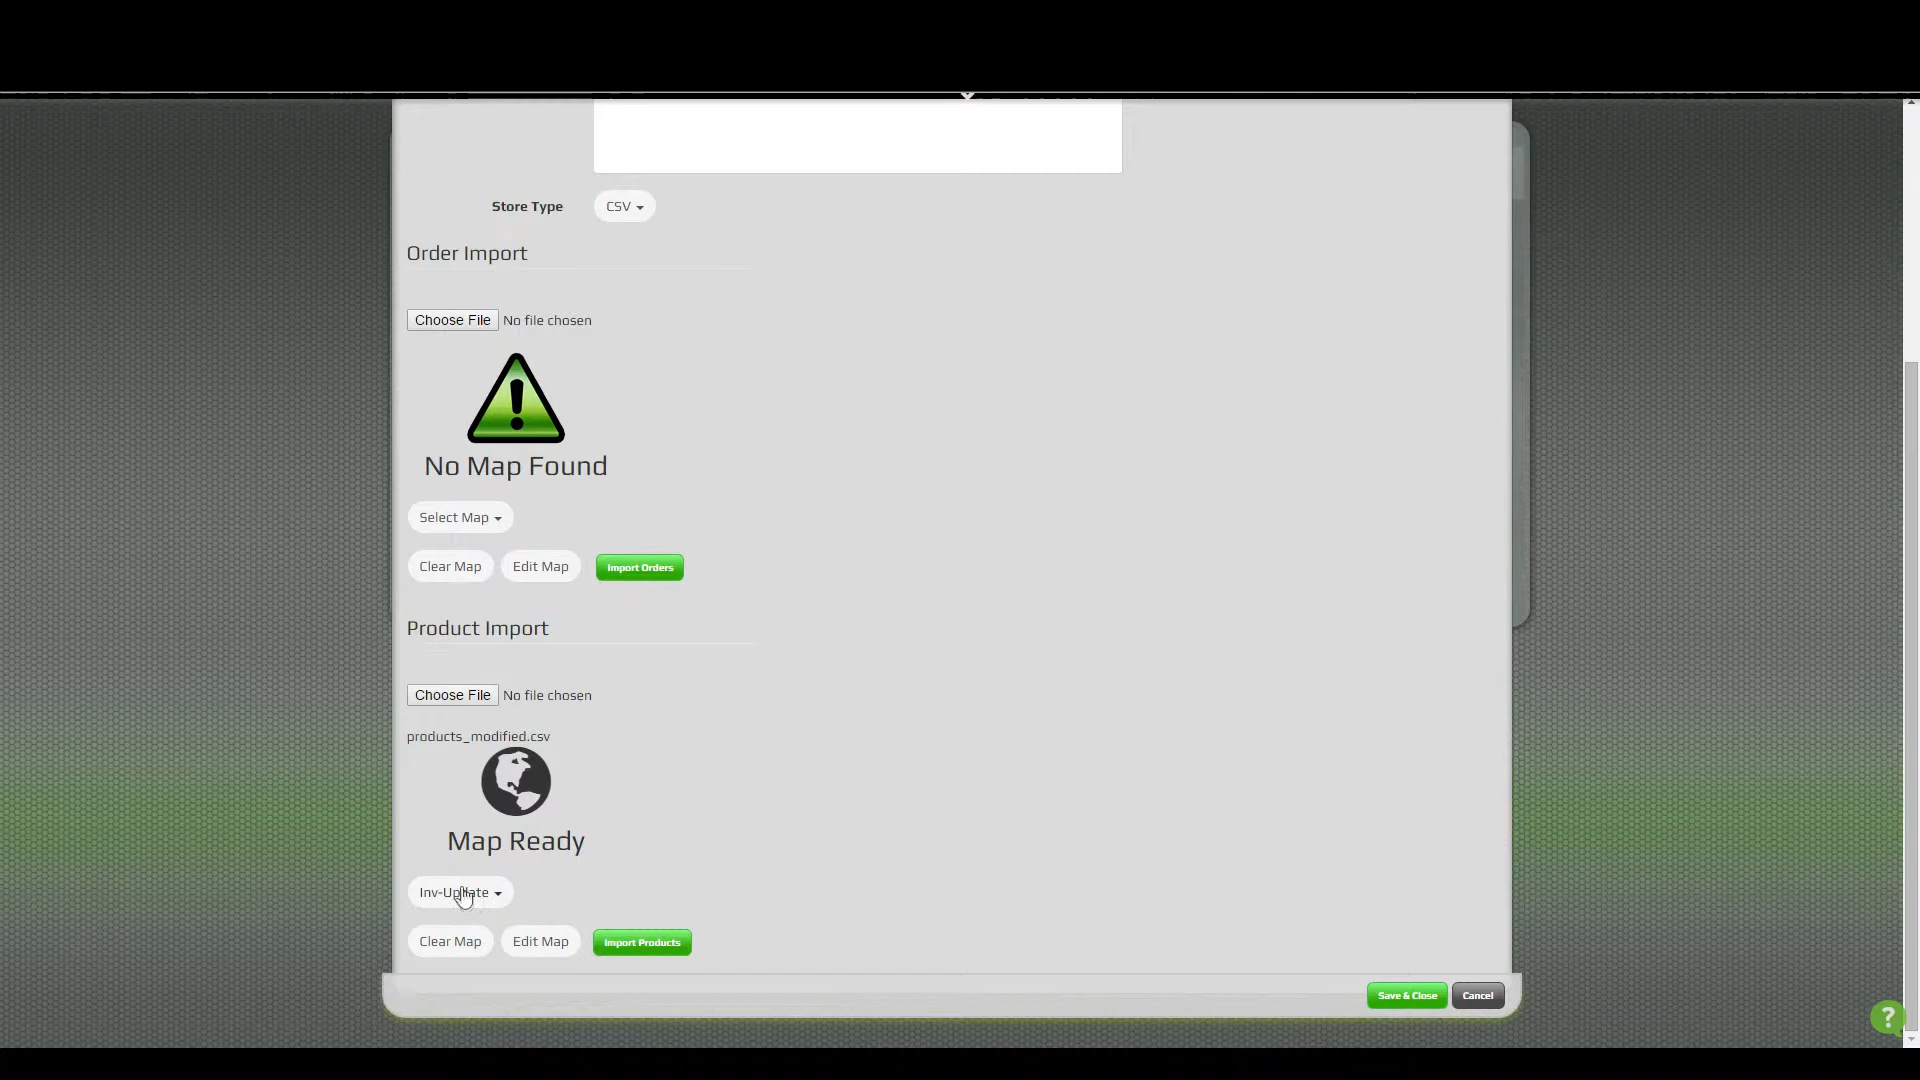 Store Type CSV
Order Import
Choose File No file chosen
No Map Found
Select Map
Clear Map Edit Map Import Orders
Product Import
Choose File No file chosen
products_modified.csv
Map Ready
Inv-Update
Clear Map Edit Map Import Products
Save & Close Cancel
?